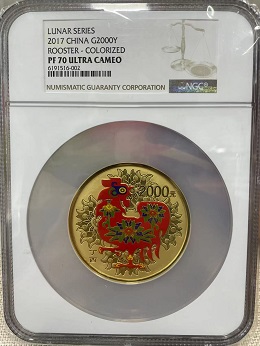 LUNAR SERIES
2017 CHINA G2000Y
ROOSTER - COLORIZED
PF 70 ULTRA CAMEO
6191516-002
NUMISMATIC GUARANTY CORPORATION
NGC
2000元